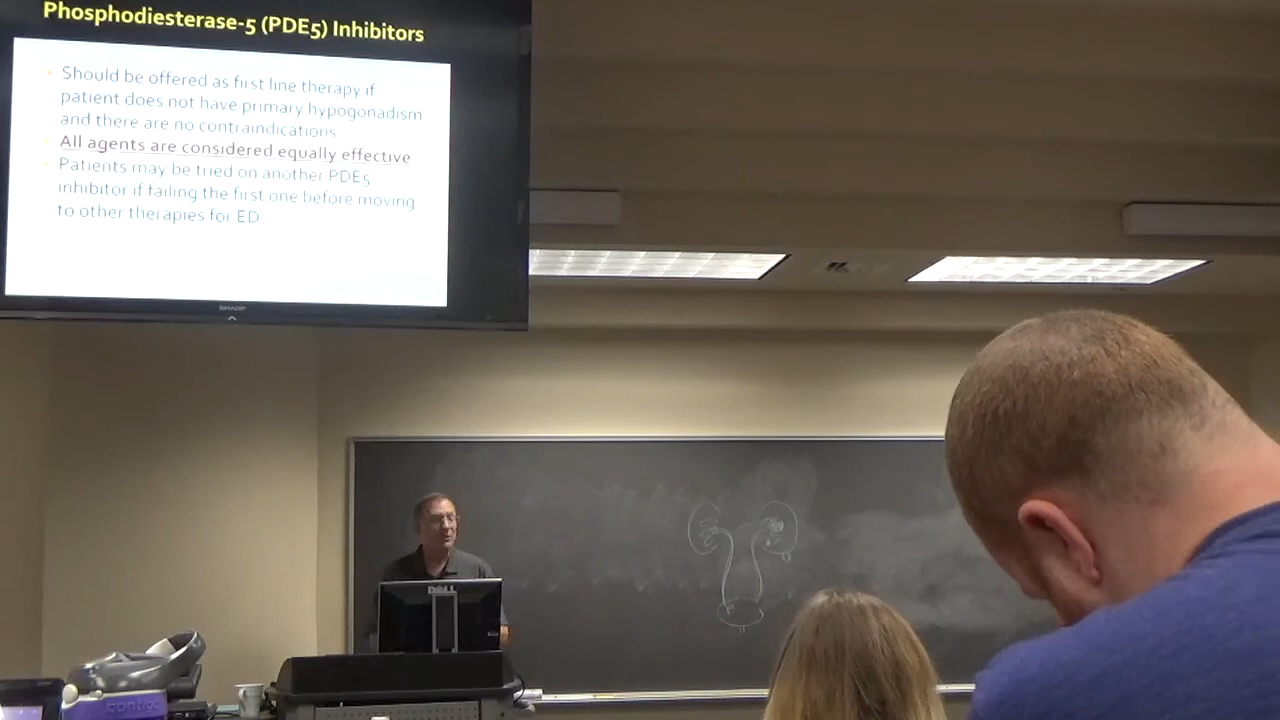 Phosphodiesterase-5 (PDE5) Inhibitors
Should be offered as first line therapy if
patient does not have primary hypogonadism
and there are no contraindications
All agents are considered equally effective
Patients may be tried on another PDE5
inhibitor if failing the first one before moving
to other therapies for ED
SHARP
DELL
contigo